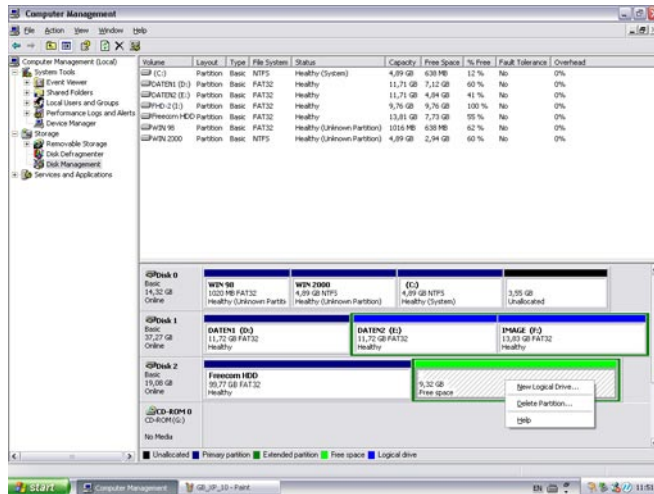 Computer Management
File Action View Window Help
Computer Management (Local)
System Tools
Event Viewer
Shared Folders
Local Users and Groups
Performance Logs and Alerts
Device Manager
Storage
Removable Storage
Disk Defragmenter
Disk Management
Services and Applications
Volume Layout Type File System Status Capacity Free Space % Free Fault Tolerance Overhead
(C:) Partition Basic NTFS Healthy (System) 4,89 GB 638 MB 12 % No 0%
DATEN1 (D:) Partition Basic FAT32 Healthy 11,71 GB 7,12 GB 60 % No 0%
DATEN2 (E:) Partition Basic FAT32 Healthy 11,71 GB 4,84 GB 41 % No 0%
FHD-2 (I:) Partition Basic FAT32 Healthy 9,76 GB 9,76 GB 100 % No 0%
Freecom HDD Partition Basic FAT32 Healthy 13,81 GB 7,73 GB 55 % No 0%
WIN 98 Partition Basic FAT32 Healthy (Unknown Partition) 1016 MB 638 MB 62 % No 0%
WIN 2000 Partition Basic NTFS Healthy (Unknown Partition) 4,89 GB 2,94 GB 60 % No 0%
Disk 0
Basic
14,32 GB
Online
WIN 98
1020 MB FAT32
Healthy (Unknown Partiti
WIN 2000
4,89 GB NTFS
Healthy (Unknown Partition)
(C:)
4,89 GB NTFS
Healthy (System)
3,55 GB
Unallocated
Disk 1
Basic
37,27 GB
Online
DATEN1 (D:)
11,72 GB FAT32
Healthy
DATEN2 (E:)
11,72 GB FAT32
Healthy
IMAGE (F:)
13,83 GB FAT32
Healthy
Disk 2
Basic
19,08 GB
Online
Freecom HDD
99,77 GB FAT32
Healthy
9,32 GB
Free space
New Logical Drive...
Delete Partition...
Help
CD-ROM 0
CD-ROM (G:)
No Media
Unallocated Primary partition Extended partition Free space Logical drive
start Computer Management GB_XP_10 - Paint EN 11:51